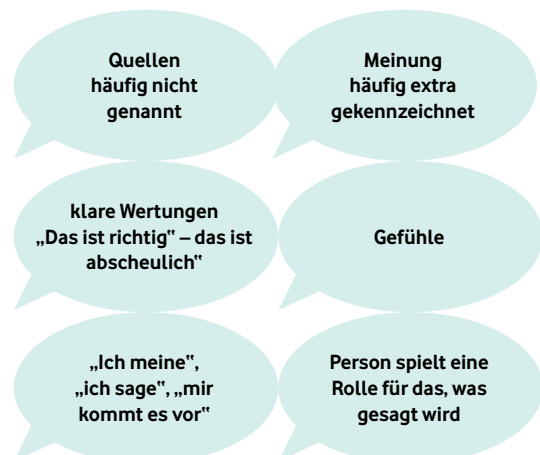 Quellen
häufig nicht
genannt
Meinung
häufig extra
gekennzeichnet
klare Wertungen
„Das ist richtig“ – das ist
abscheulich“
Gefühle
„Ich meine“,
„ich sage“, „mir
kommt es vor“
Person spielt eine
Rolle für das, was
gesagt wird